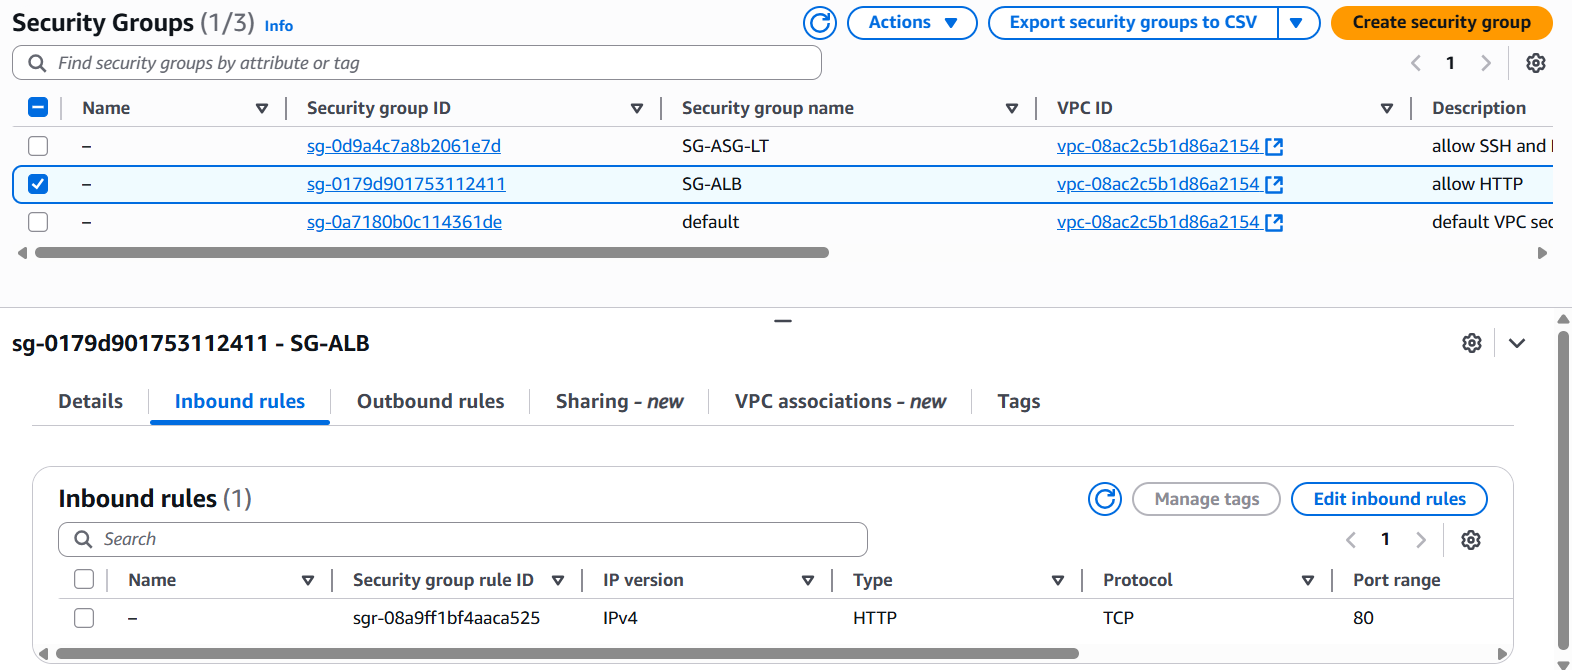 Security Groups (1/3) Info Actions Export security groups to CSV Create security group
Find security groups by attribute or tag 1
Name Security group ID Security group name VPC ID Description
– sg-0d9a4c7a8b2061e7d SG-ASG-LT vpc-08ac2c5b1d86a2154 allow SSH and
– sg-0179d901753112411 SG-ALB vpc-08ac2c5b1d86a2154 allow HTTP
– sg-0a7180b0c114361de default vpc-08ac2c5b1d86a2154 default VPC sec
sg-0179d901753112411 - SG-ALB
Details Inbound rules Outbound rules Sharing - new VPC associations - new Tags
Inbound rules (1) Manage tags Edit inbound rules
Search 1
Name Security group rule ID IP version Type Protocol Port range
– sgr-08a9ff1bf4aaca525 IPv4 HTTP TCP 80